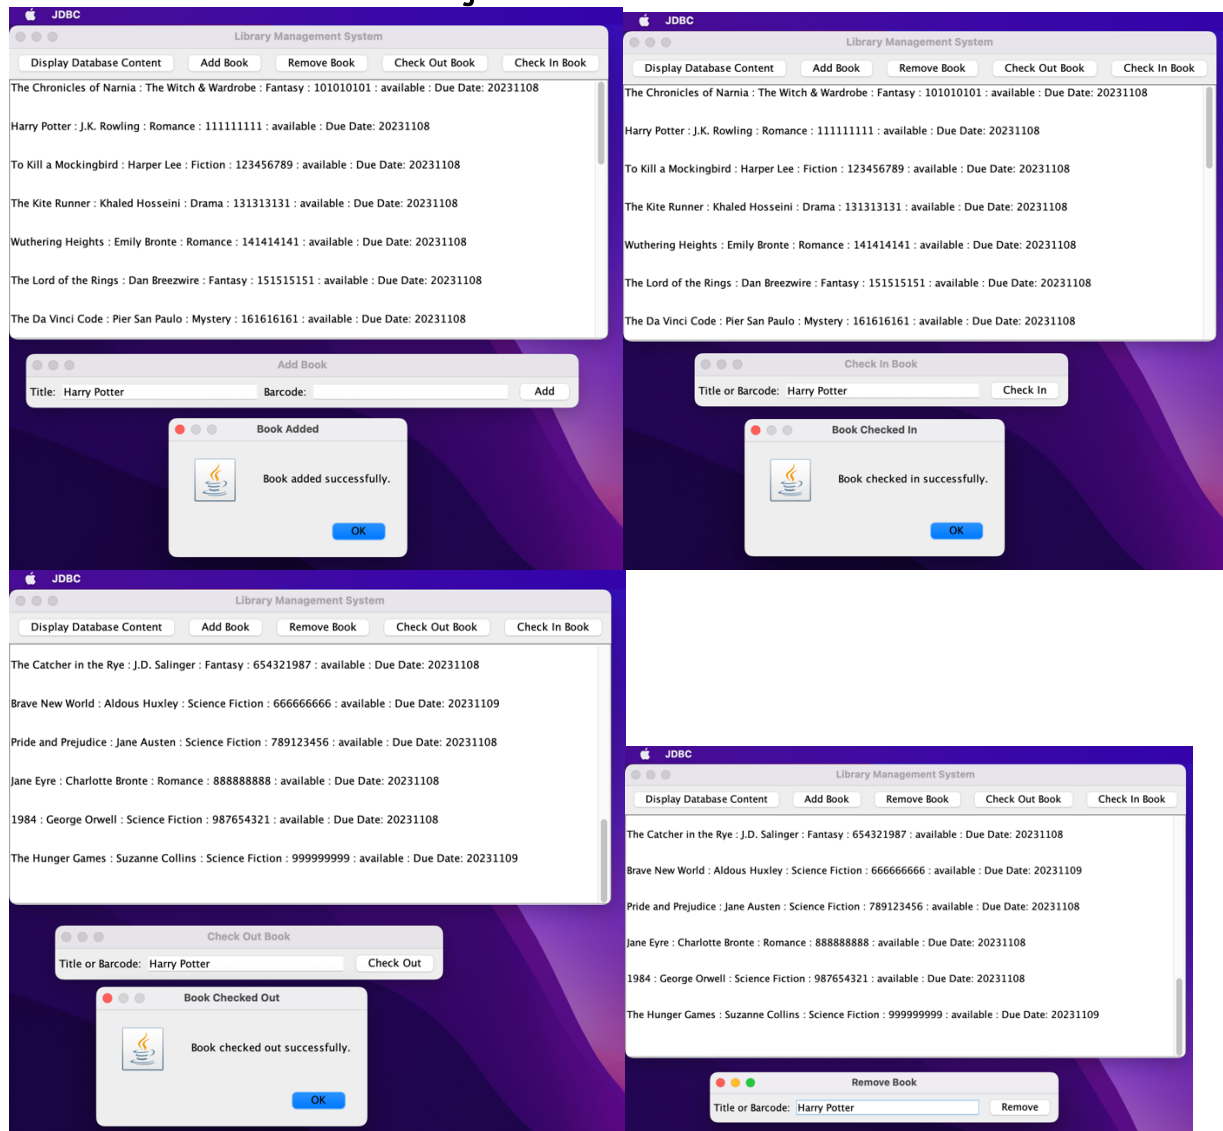 JDBC
Library Management System
Display Database Content Add Book Remove Book Check Out Book Check In Book
The Chronicles of Narnia : The Witch & Wardrobe : Fantasy : 101010101 : available : Due Date: 20231108
Harry Potter : J.K. Rowling : Romance : 111111111 : available : Due Date: 20231108
To Kill a Mockingbird : Harper Lee : Fiction : 123456789 : available : Due Date: 20231108
The Kite Runner : Khaled Hosseini : Drama : 131313131 : available : Due Date: 20231108
Wuthering Heights : Emily Bronte : Romance : 141414141 : available : Due Date: 20231108
The Lord of the Rings : Dan Breezwire : Fantasy : 151515151 : available : Due Date: 20231108
The Da Vinci Code : Pier San Paulo : Mystery : 161616161 : available : Due Date: 20231108
Add Book
Title: Harry Potter Barcode: Add
Book Added
Book added successfully.
OK
JDBC
Library Management System
Display Database Content Add Book Remove Book Check Out Book Check In Book
The Chronicles of Narnia : The Witch & Wardrobe : Fantasy : 101010101 : available : Due Date: 20231108
Harry Potter : J.K. Rowling : Romance : 111111111 : available : Due Date: 20231108
To Kill a Mockingbird : Harper Lee : Fiction : 123456789 : available : Due Date: 20231108
The Kite Runner : Khaled Hosseini : Drama : 131313131 : available : Due Date: 20231108
Wuthering Heights : Emily Bronte : Romance : 141414141 : available : Due Date: 20231108
The Lord of the Rings : Dan Breezwire : Fantasy : 151515151 : available : Due Date: 20231108
The Da Vinci Code : Pier San Paulo : Mystery : 161616161 : available : Due Date: 20231108
Check In Book
Title or Barcode: Harry Potter Check In
Book Checked In
Book checked in successfully.
OK
JDBC
Library Management System
Display Database Content Add Book Remove Book Check Out Book Check In Book
The Catcher in the Rye : J.D. Salinger : Fantasy : 654321987 : available : Due Date: 20231108
Brave New World : Aldous Huxley : Science Fiction : 666666666 : available : Due Date: 20231109
Pride and Prejudice : Jane Austen : Science Fiction : 789123456 : available : Due Date: 20231108
Jane Eyre : Charlotte Bronte : Romance : 888888888 : available : Due Date: 20231108
1984 : George Orwell : Science Fiction : 987654321 : available : Due Date: 20231108
The Hunger Games : Suzanne Collins : Science Fiction : 999999999 : available : Due Date: 20231109
Check Out Book
Title or Barcode: Harry Potter Check Out
Book Checked Out
Book checked out successfully.
OK
JDBC
Library Management System
Display Database Content Add Book Remove Book Check Out Book Check In Book
The Catcher in the Rye : J.D. Salinger : Fantasy : 654321987 : available : Due Date: 20231108
Brave New World : Aldous Huxley : Science Fiction : 666666666 : available : Due Date: 20231109
Pride and Prejudice : Jane Austen : Science Fiction : 789123456 : available : Due Date: 20231108
Jane Eyre : Charlotte Bronte : Romance : 888888888 : available : Due Date: 20231108
1984 : George Orwell : Science Fiction : 987654321 : available : Due Date: 20231108
The Hunger Games : Suzanne Collins : Science Fiction : 999999999 : available : Due Date: 20231109
Remove Book
Title or Barcode: Harry Potter Remove